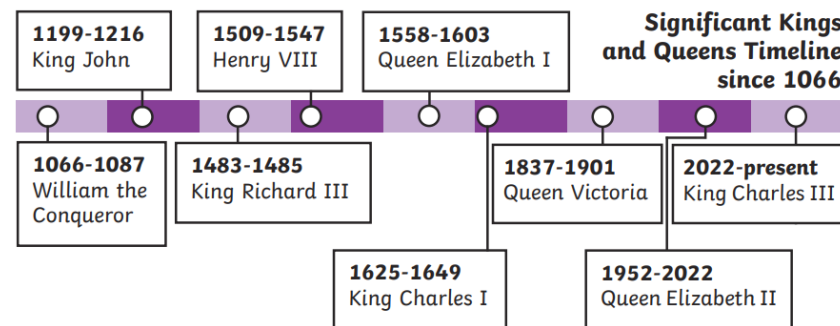 Significant Kings
and Queens Timeline
since 1066
1199-1216
King John
1509-1547
Henry VIII
1558-1603
Queen Elizabeth I
1066-1087
William the
Conqueror
1483-1485
King Richard III
1837-1901
Queen Victoria
2022-present
King Charles III
1625-1649
King Charles I
1952-2022
Queen Elizabeth II